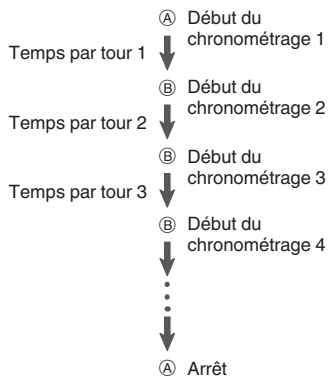 Ⓐ Début du
chronométrage 1
Temps par tour 1
Ⓑ Début du
chronométrage 2
Temps par tour 2
Ⓑ Début du
chronométrage 3
Temps par tour 3
Ⓑ Début du
chronométrage 4
Ⓐ Arrêt